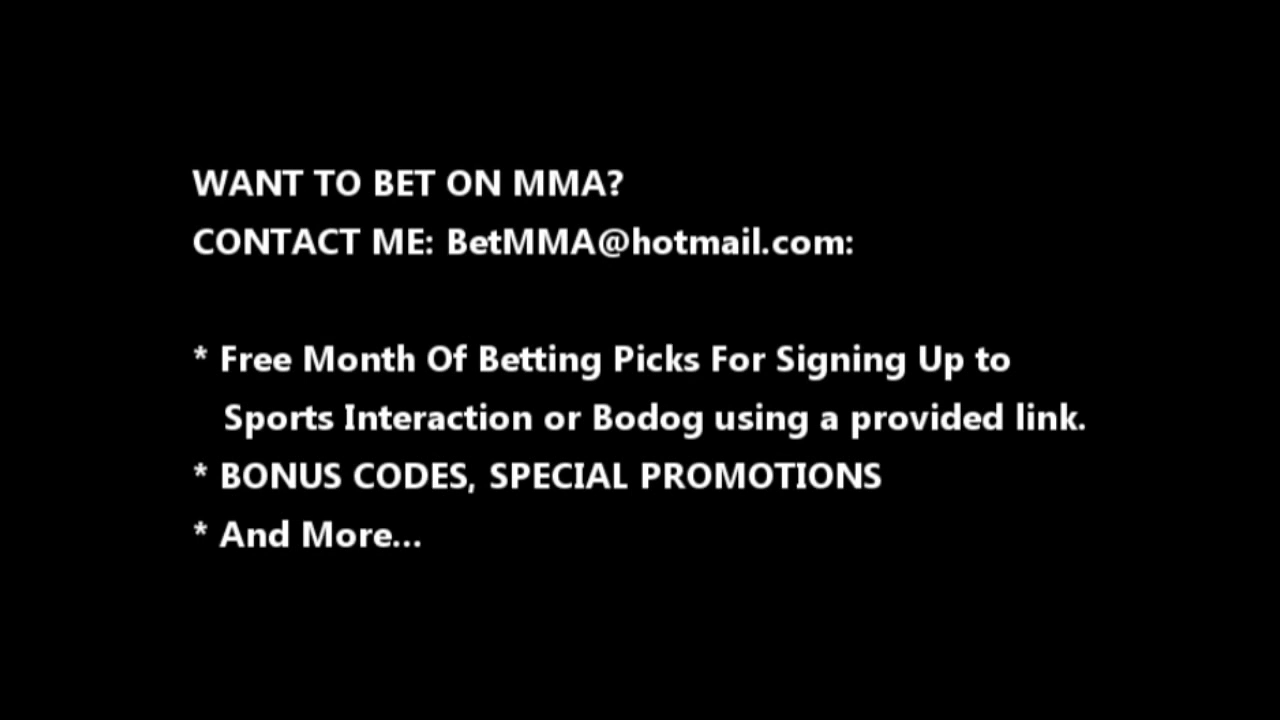 WANT TO BET ON MMA?
CONTACT ME: BetMMA@hotmail.com:
* Free Month Of Betting Picks For Signing Up to
Sports Interaction or Bodog using a provided link.
* BONUS CODES, SPECIAL PROMOTIONS
* And More...